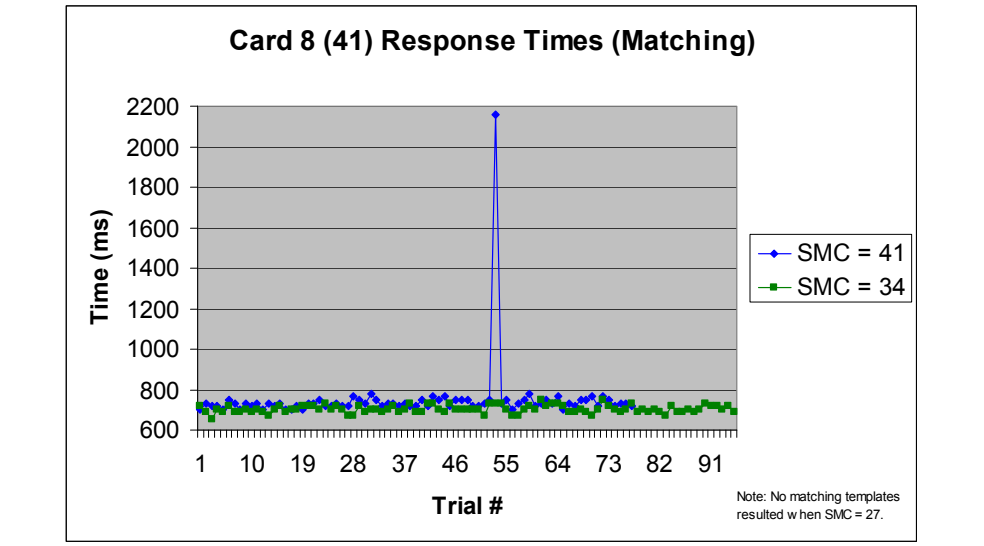 Card 8 (41) Response Times (Matching)
2200
2000
1800
1600
1400
1200
1000
800
600
Time (ms)
1 10 19 28 37 46 55 64 73 82 91
Trial #
SMC = 41
SMC = 34
Note: No matching templates
resulted when SMC = 27.